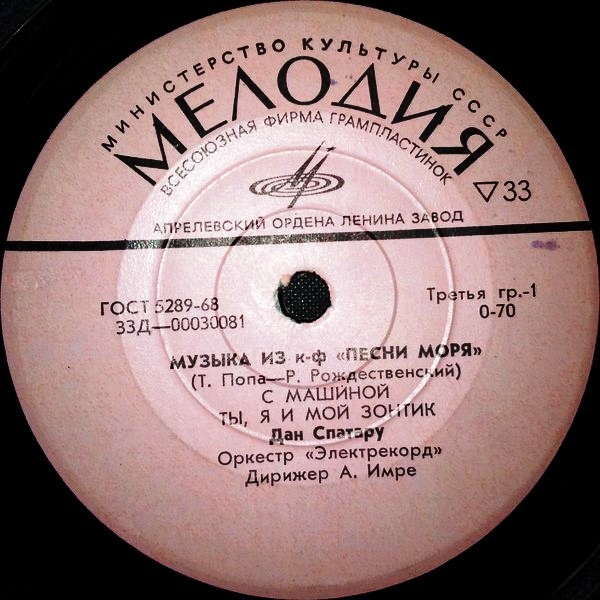 МИНИСТЕРСТВО КУЛЬТУРЫ СССР
МЕЛОДИЯ
ВСЕСОЮЗНАЯ ФИРМА ГРАМПЛАСТИНОК
33
АПРЕЛЕВСКИЙ ОРДЕНА ЛЕНИНА ЗАВОД
ГОСТ 5289-68
33Д—00030081
Третья гр.-1
0-70
МУЗЫКА ИЗ к-ф «ПЕСНИ МОРЯ»
(Т. Попа—Р. Рождественский)
С МАШИНОЙ
ТЫ, Я И МОЙ ЗОНТИК
Дан Спатару
Оркестр «Электрекорд»
Дирижер А. Имре